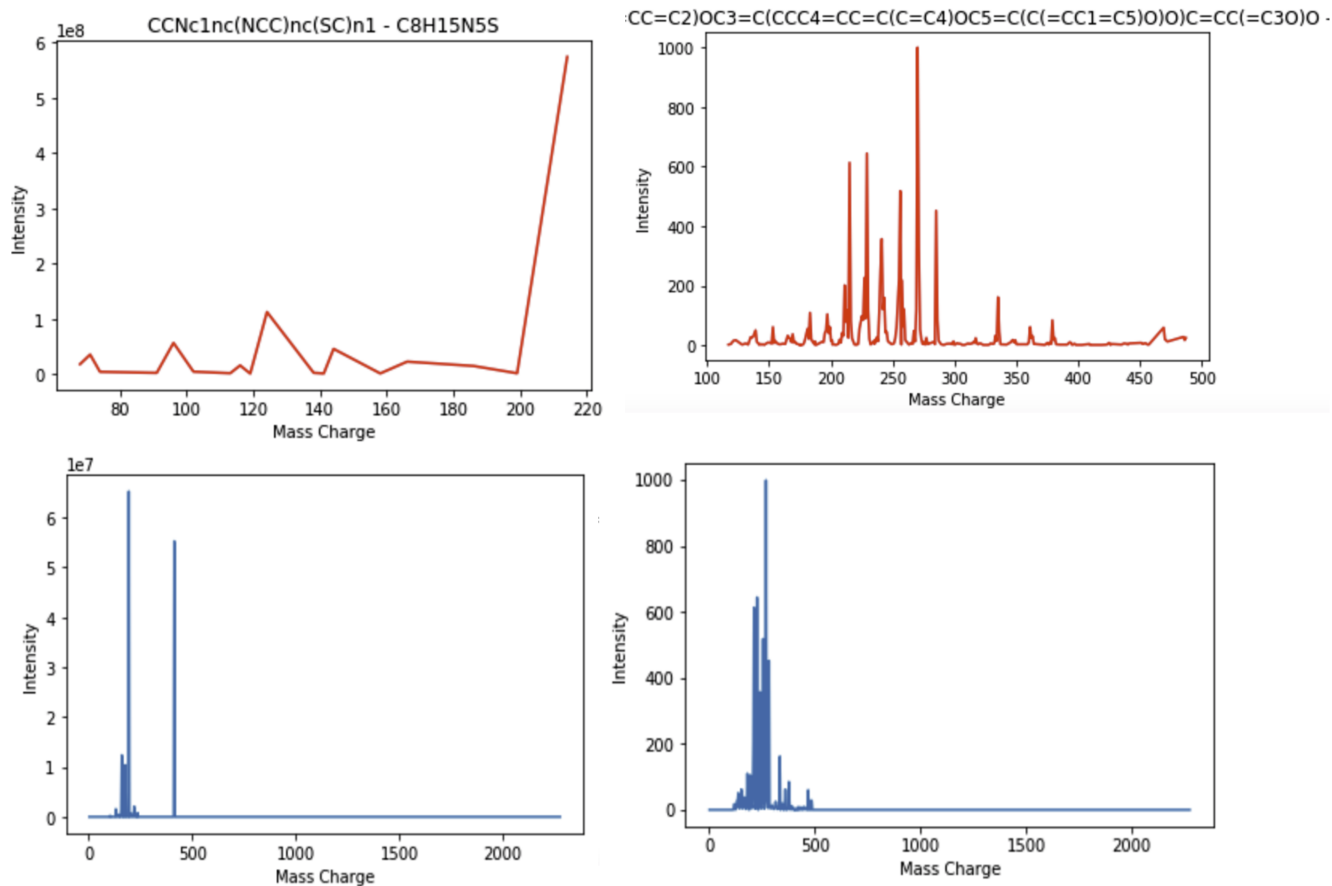 CCNc1nc(NCC)nc(SC)n1 - C8H15N5S
1e8
6
5
4
3
2
1
0
Intensity
80 100 120 140 160 180 200 220
Mass Charge
CC=C2)OC3=C(CCC4=CC=C(C=C4)OC5=C(C(=CC1=C5)O)O)C=CC(=C3O)O -
1000
800
600
400
200
0
Intensity
100 150 200 250 300 350 400 450 500
Mass Charge
1e7
6
5
4
3
2
1
0
Intensity
0 500 1000 1500 2000
Mass Charge
1000
800
600
400
200
0
Intensity
0 500 1000 1500 2000
Mass Charge